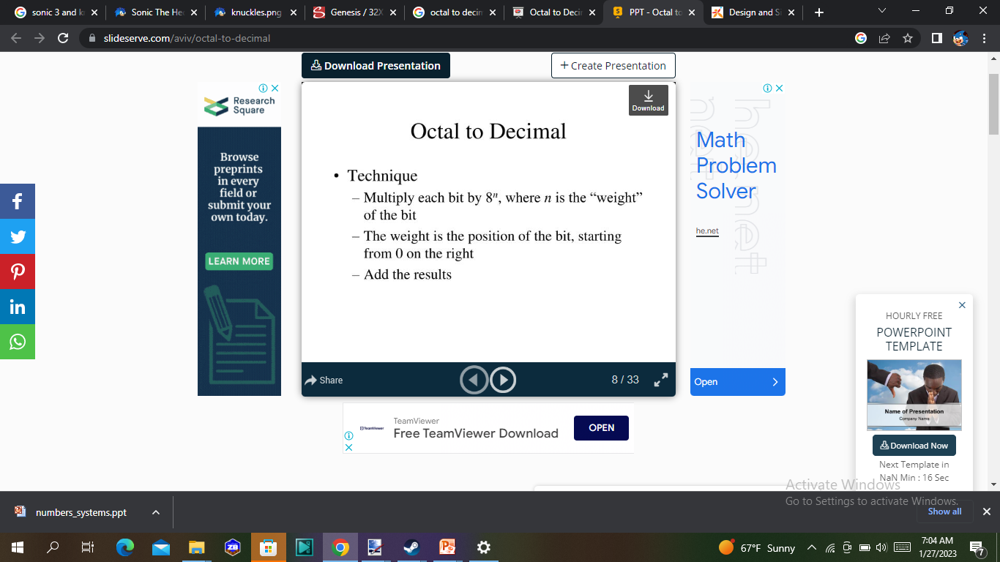 sonic 3 and k
Sonic The He
knuckles.png
Genesis / 32X
octal to decim
Octal to Deci
PPT - Octal to
Design and Si
slideserve.com/aviv/octal-to-decimal
Download Presentation
+ Create Presentation
Download
Octal to Decimal
• Technique
– Multiply each bit by 8ⁿ, where n is the “weight”
of the bit
– The weight is the position of the bit, starting
from 0 on the right
– Add the results
Share
8 / 33
Research
Square
Browse
preprints
in every
field or
submit your
own today.
LEARN MORE
he.net
Math
Problem
Solver
he.net
Open
TeamViewer
TeamViewer
Free TeamViewer Download
OPEN
HOURLY FREE
POWERPOINT
TEMPLATE
Name of Presentation
Company Name
Download Now
Next Template in
NaN Min : 16 Sec
Activate Windows
Go to Settings to activate Windows.
numbers_systems.ppt
Show all
ZB
67°F Sunny
7:04 AM
1/27/2023
7